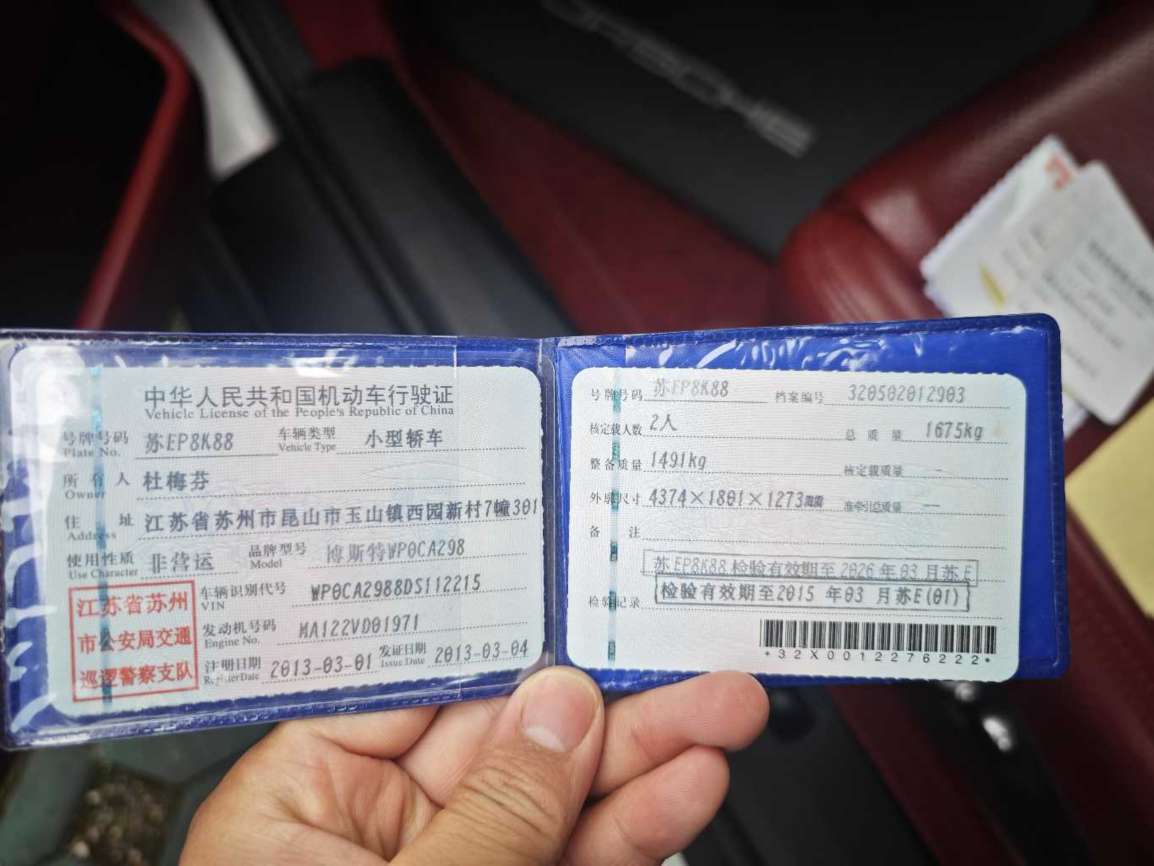 中华人民共和国机动车行驶证
Vehicle License of the People's Republic of China
号牌号码 苏EP8K88 车辆类型 小型轿车
Plate No. Vehicle Type
所有人 杜梅芬
Owner
住址 江苏省苏州市昆山市玉山镇西园新村7幢301
Address
使用性质 非营运 品牌型号 博斯特WP0CA298
Use Character Model
江苏省苏州
市公安局交通
巡逻警察支队
车辆识别代号 WP0CA2988DS112215
VIN
发动机号码 MA122VD01971
Engine No.
注册日期 2013-03-01 发证日期 2013-03-04
Register Date Issue Date
号牌号码 苏EP8K88 档案编号 320502012903
核定载人数 2人 总质量 1675kg
整备质量 1491kg 核定载质量 --
外廓尺寸 4374×1801×1273mm 准牵引总质量 --
备注
苏EP8K88 检验有效期至2026年03月苏E
检验记录 检验有效期至2015年03月苏E(01)
*32X0012276222*